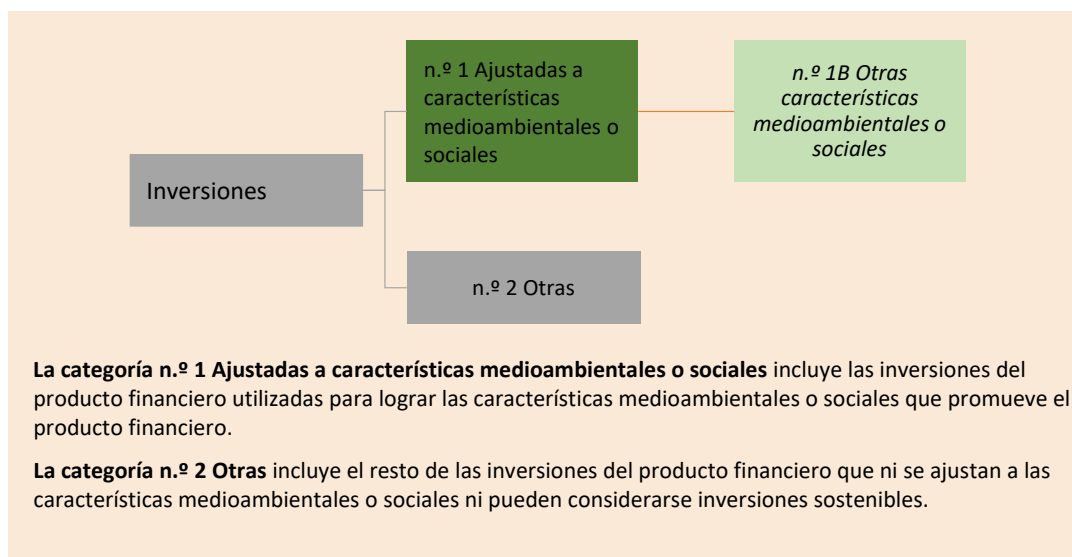 n.º 1 Ajustadas a
características
medioambientales o
sociales
n.º 1B Otras
características
medioambientales o
sociales
Inversiones
n.º 2 Otras
La categoría n.º 1 Ajustadas a características medioambientales o sociales incluye las inversiones del
producto financiero utilizadas para lograr las características medioambientales o sociales que promueve el
producto financiero.
La categoría n.º 2 Otras incluye el resto de las inversiones del producto financiero que ni se ajustan a las
características medioambientales o sociales ni pueden considerarse inversiones sostenibles.